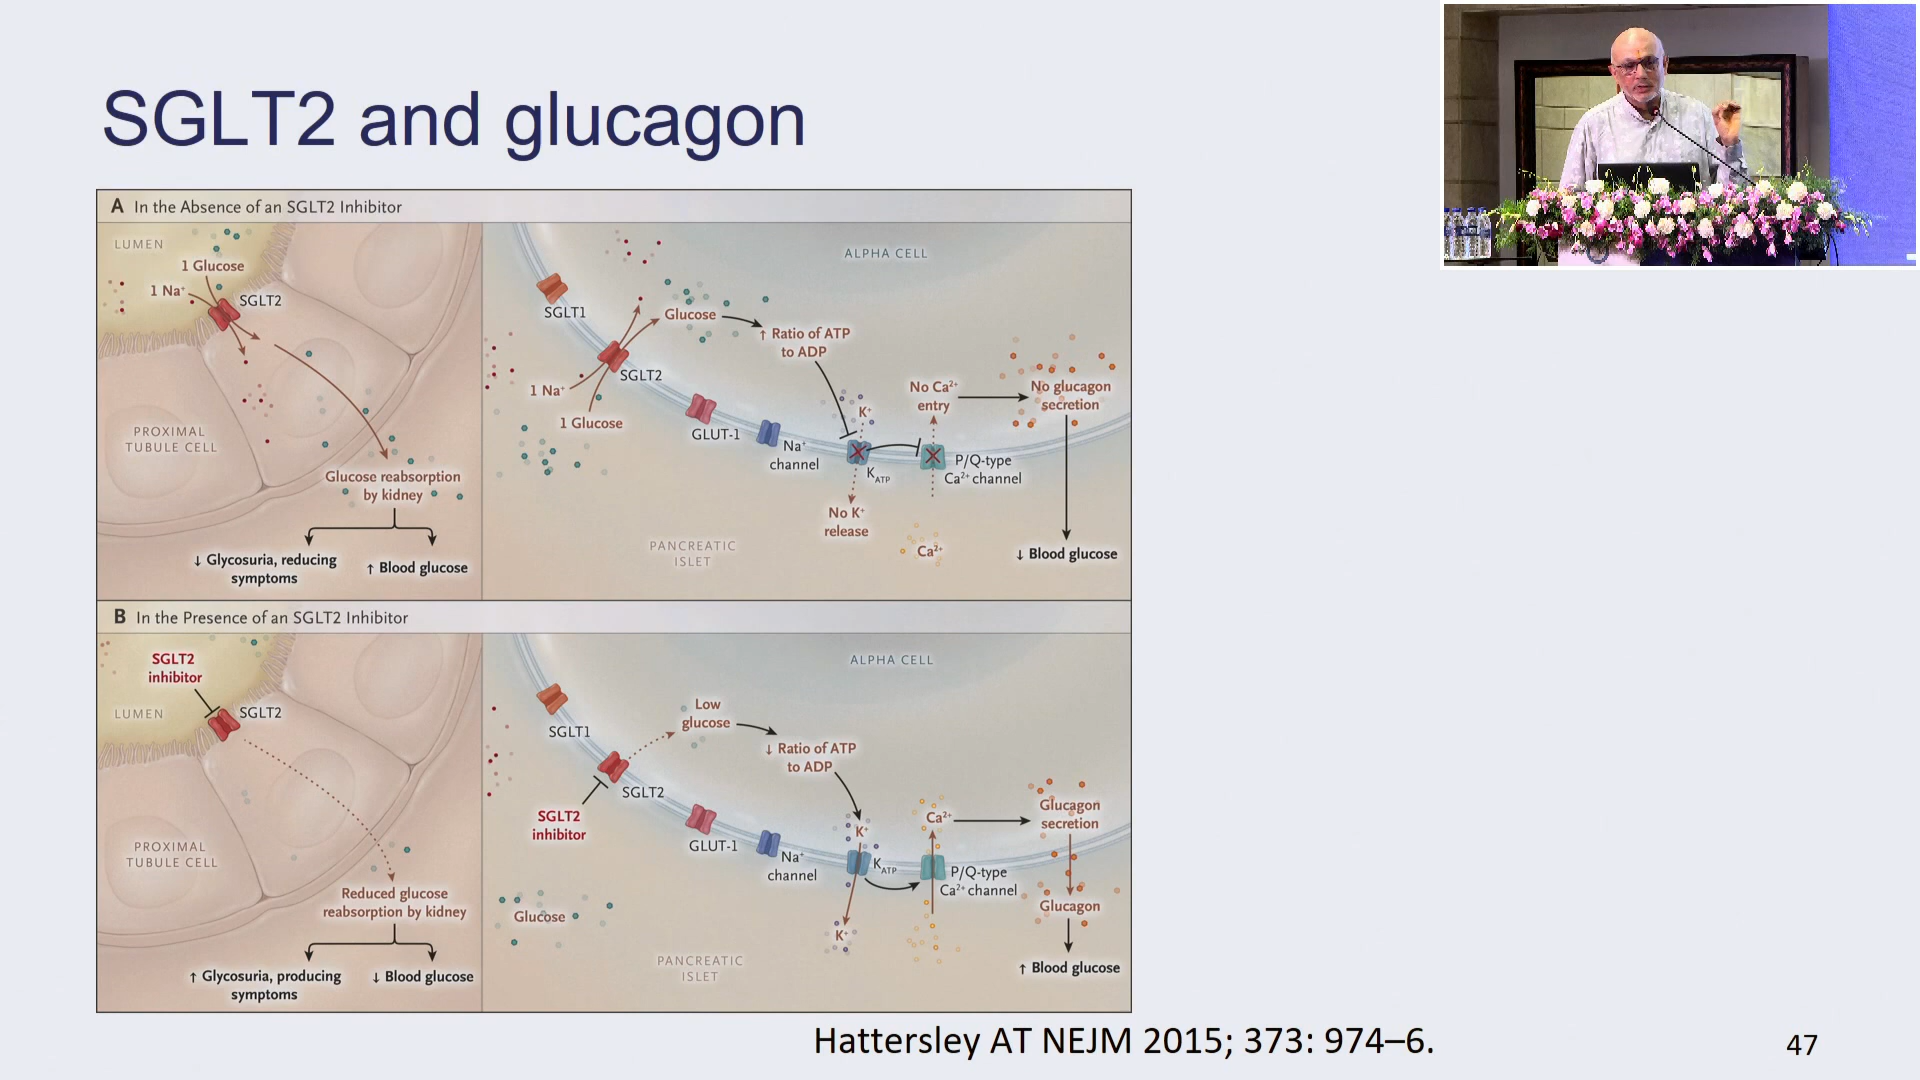 SGLT2 and glucagon
A In the Absence of an SGLT2 Inhibitor
LUMEN
1 Glucose
1 Na⁺
SGLT2
PROXIMAL
TUBULE CELL
Glucose reabsorption
by kidney
↓ Glycosuria, reducing
symptoms
↑ Blood glucose
ALPHA CELL
SGLT1
Glucose
↑ Ratio of ATP
to ADP
SGLT2
1 Na⁺
1 Glucose
GLUT-1
Na⁺
channel
K⁺
K_ATP
No K⁺
release
No Ca²⁺
entry
P/Q-type
Ca²⁺ channel
Ca²⁺
No glucagon
secretion
↓ Blood glucose
PANCREATIC
ISLET
B In the Presence of an SGLT2 Inhibitor
SGLT2
inhibitor
LUMEN
SGLT2
PROXIMAL
TUBULE CELL
Reduced glucose
reabsorption by kidney
↑ Glycosuria, producing
symptoms
↓ Blood glucose
ALPHA CELL
SGLT1
Low
glucose
↓ Ratio of ATP
to ADP
SGLT2
SGLT2
inhibitor
GLUT-1
Na⁺
channel
K⁺
K_ATP
K⁺
Ca²⁺
P/Q-type
Ca²⁺ channel
Glucagon
secretion
Glucagon
↑ Blood glucose
Glucose
PANCREATIC
ISLET
Hattersley AT NEJM 2015; 373: 974–6.
47